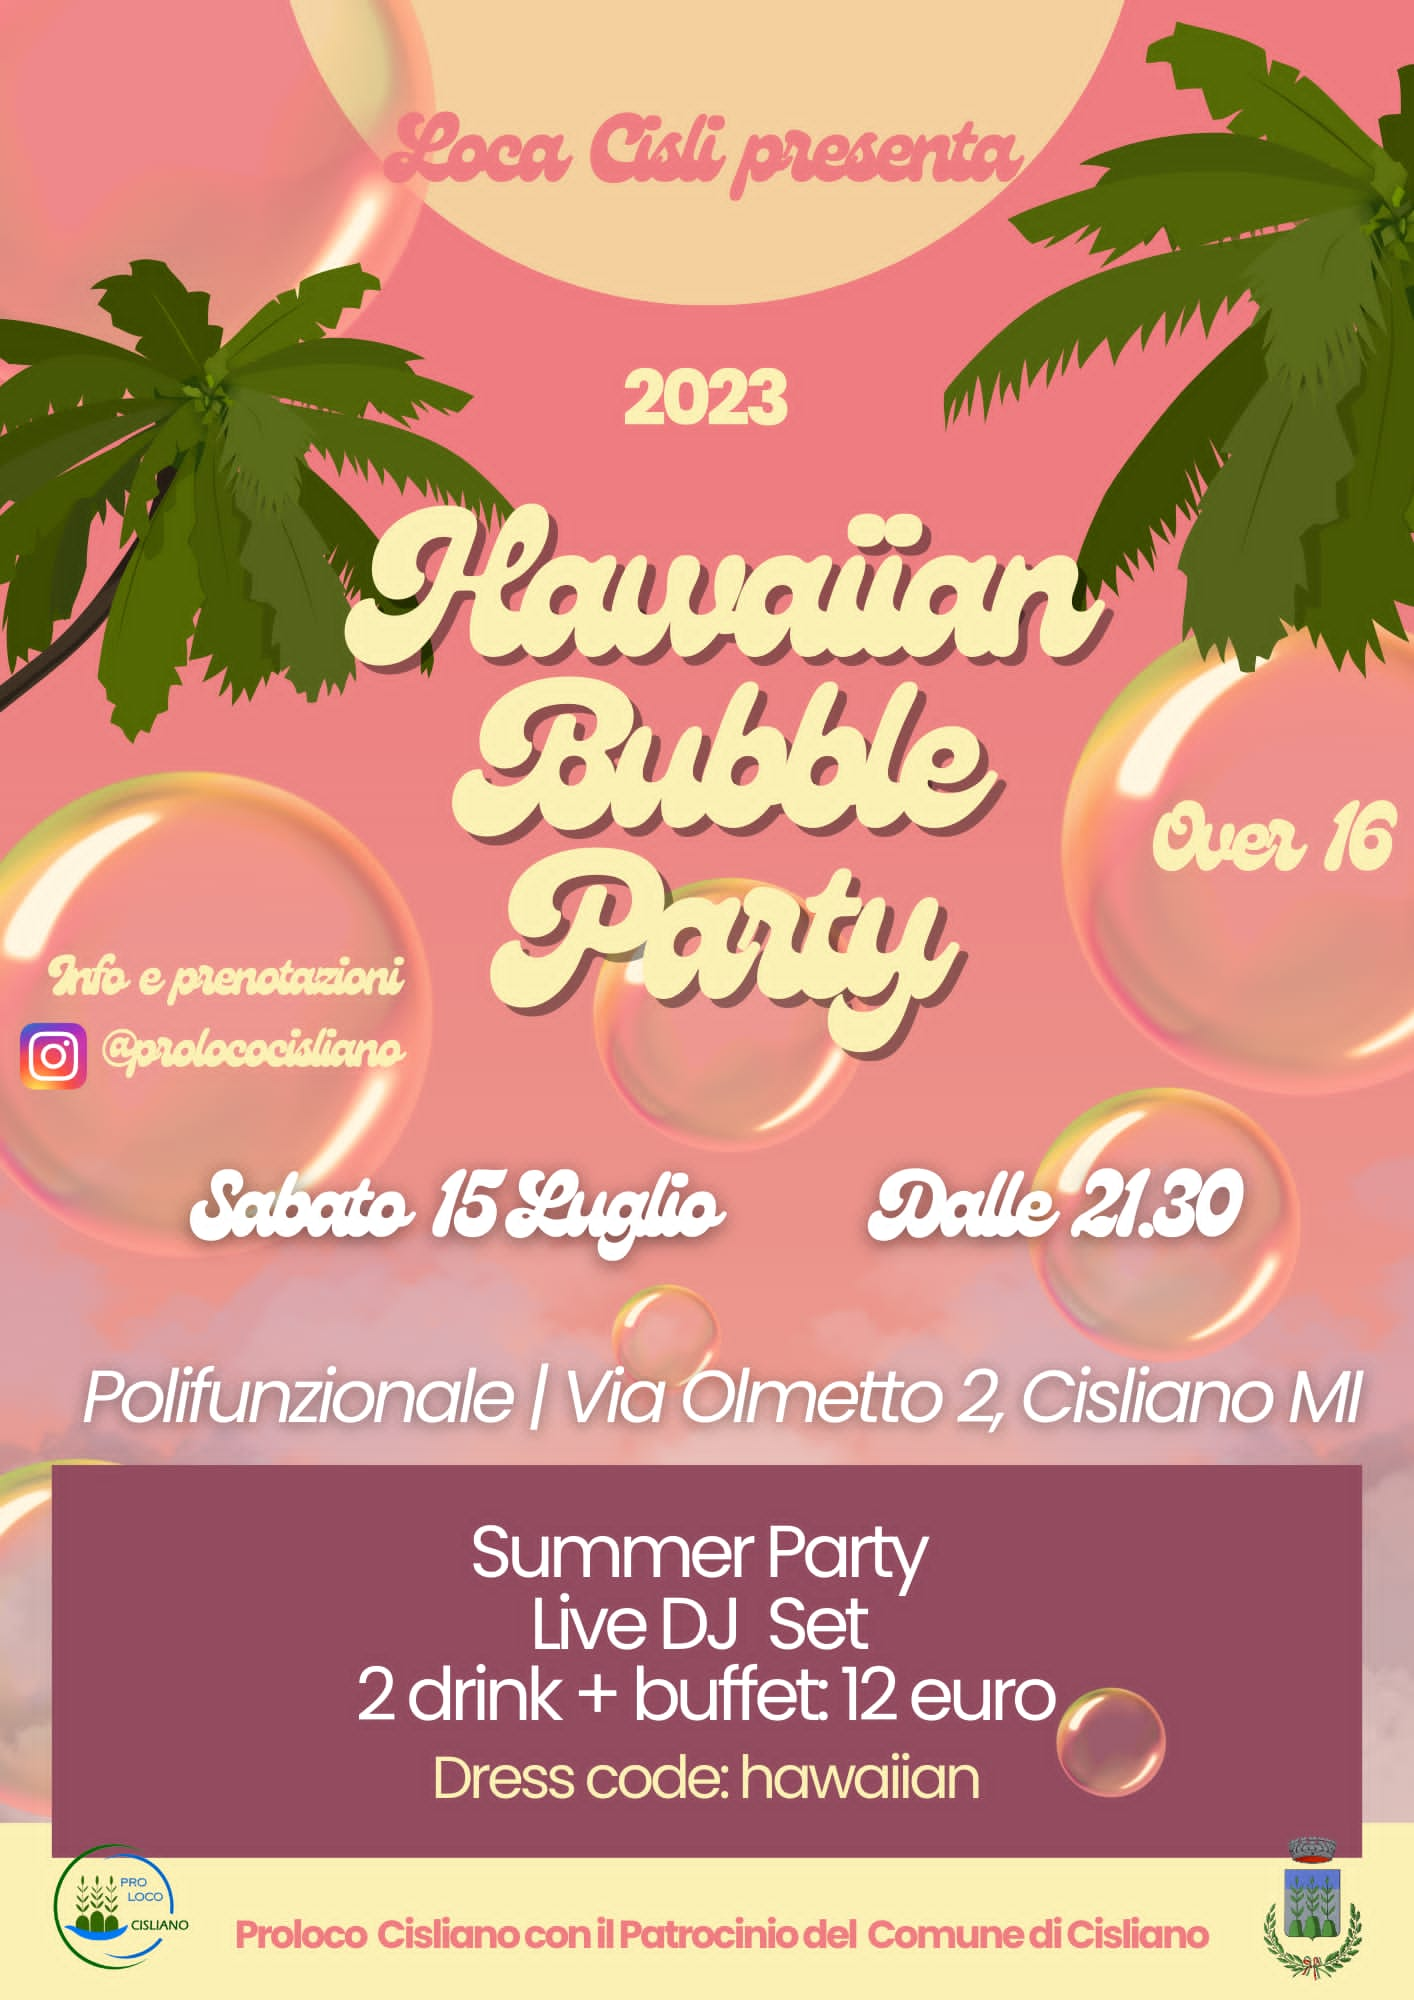 Loca Cisli presenta
2023
Hawaiian
Bubble
Party
Over 16
Info e prenotazioni
@prolococisliano
Sabato 15 Luglio
Dalle 21.30
Polifunzionale | Via Olmetto 2, Cisliano MI
Summer Party
Live DJ Set
2 drink + buffet: 12 euro
Dress code: hawaiian
PRO
LOCO
CISLIANO
Proloco Cisliano con il Patrocinio del Comune di Cisliano